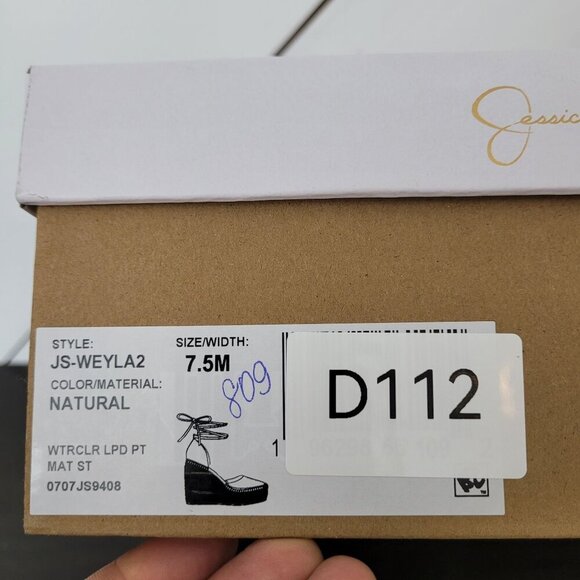 Jessic
STYLE: SIZE/WIDTH:
JS-WEYLA2 7.5M
COLOR/MATERIAL:
NATURAL
809
D112
WTRCLR LPD PT
MAT ST
0707JS9408
1